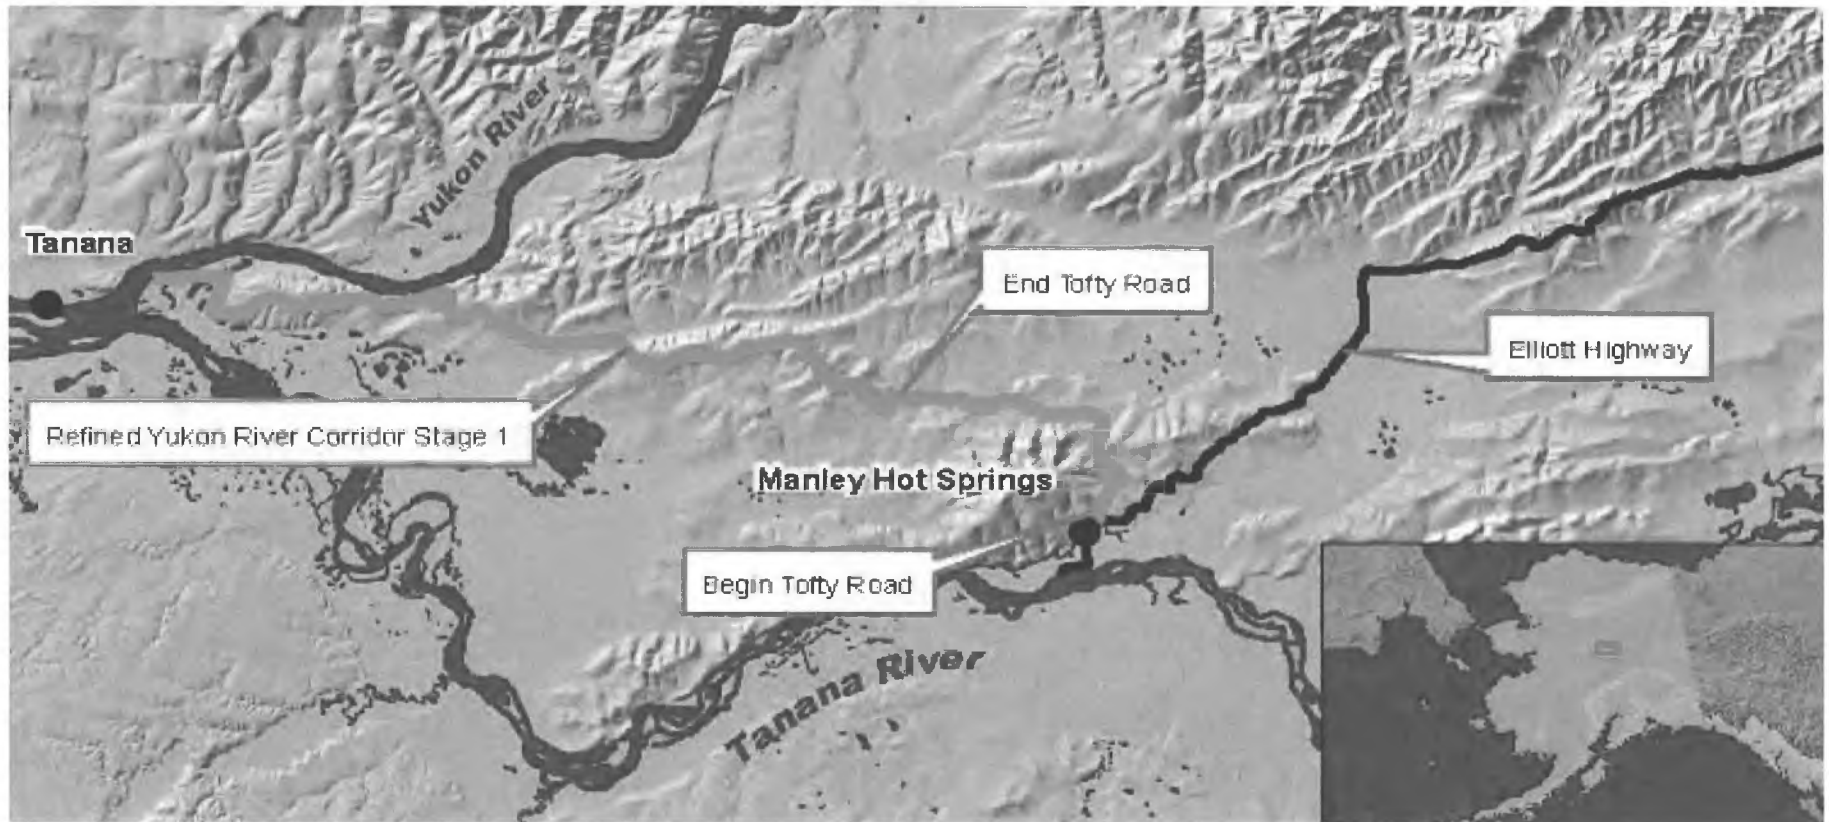 Yukon River
Tanana
End Tofty Road
Elliott Highway
Refined Yukon River Corridor Stage 1
Manley Hot Springs
Begin Tofty Road
Tanana River